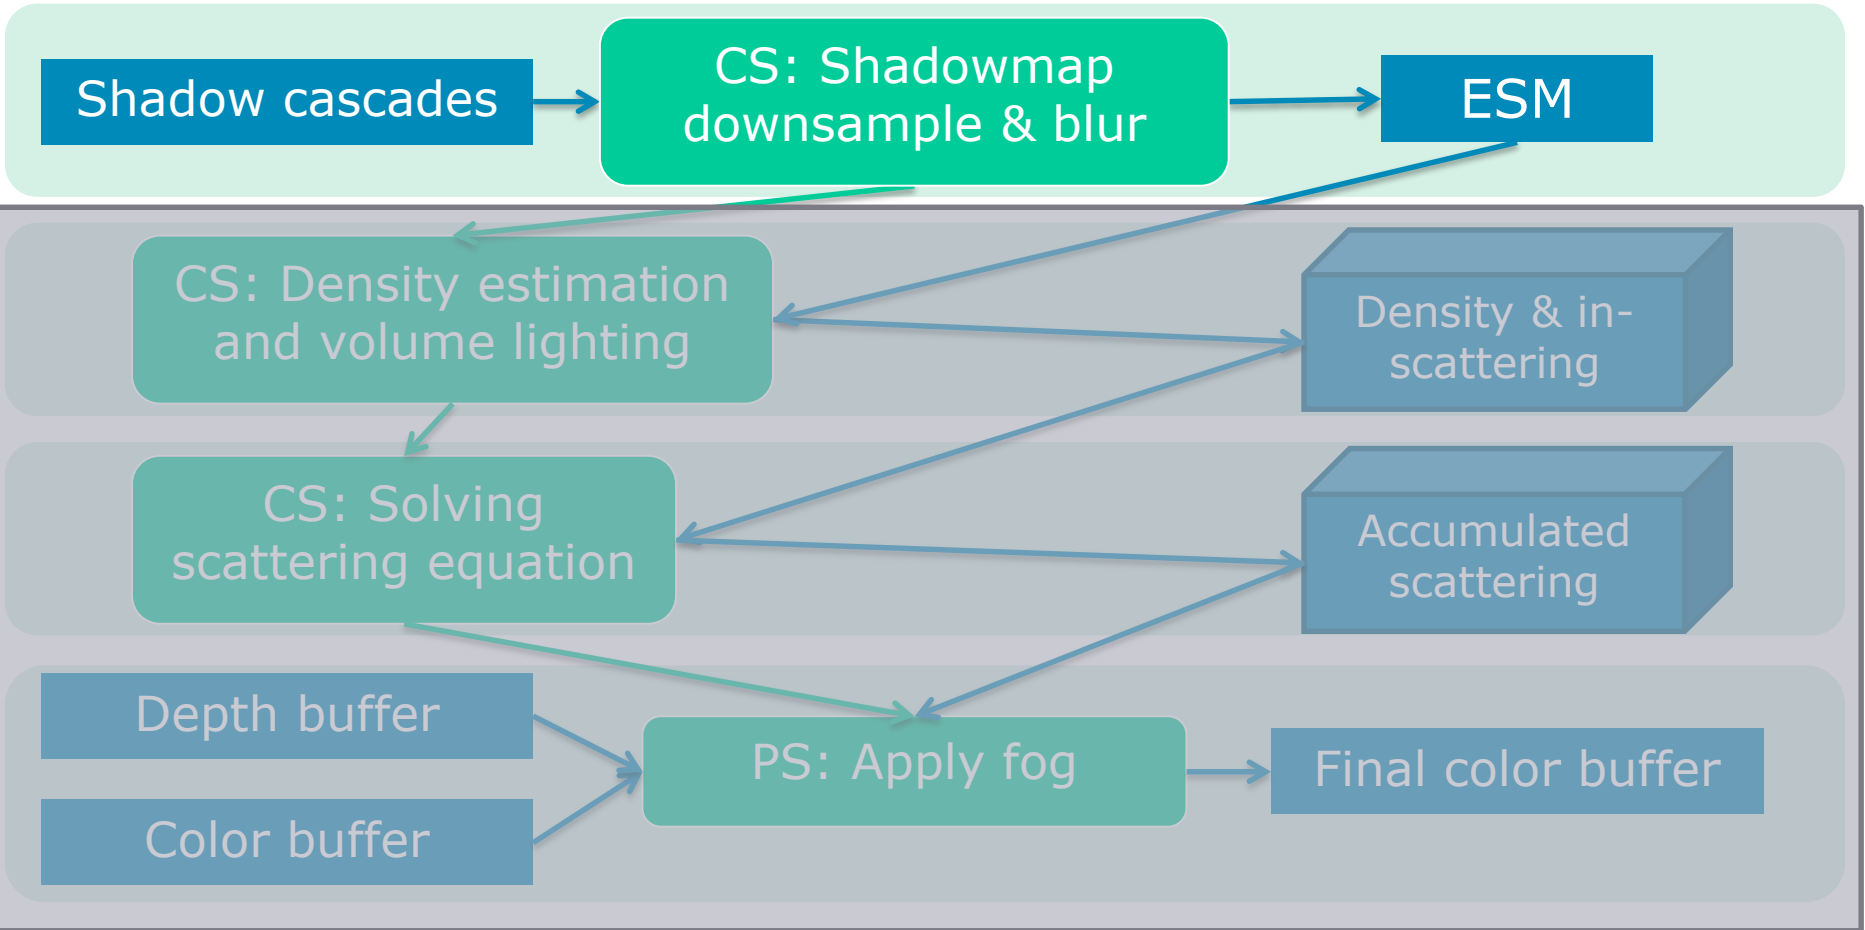 Shadow cascades
CS: Shadowmap
downsample & blur
ESM
CS: Density estimation
and volume lighting
Density & in-
scattering
CS: Solving
scattering equation
Accumulated
scattering
Depth buffer
Color buffer
PS: Apply fog
Final color buffer